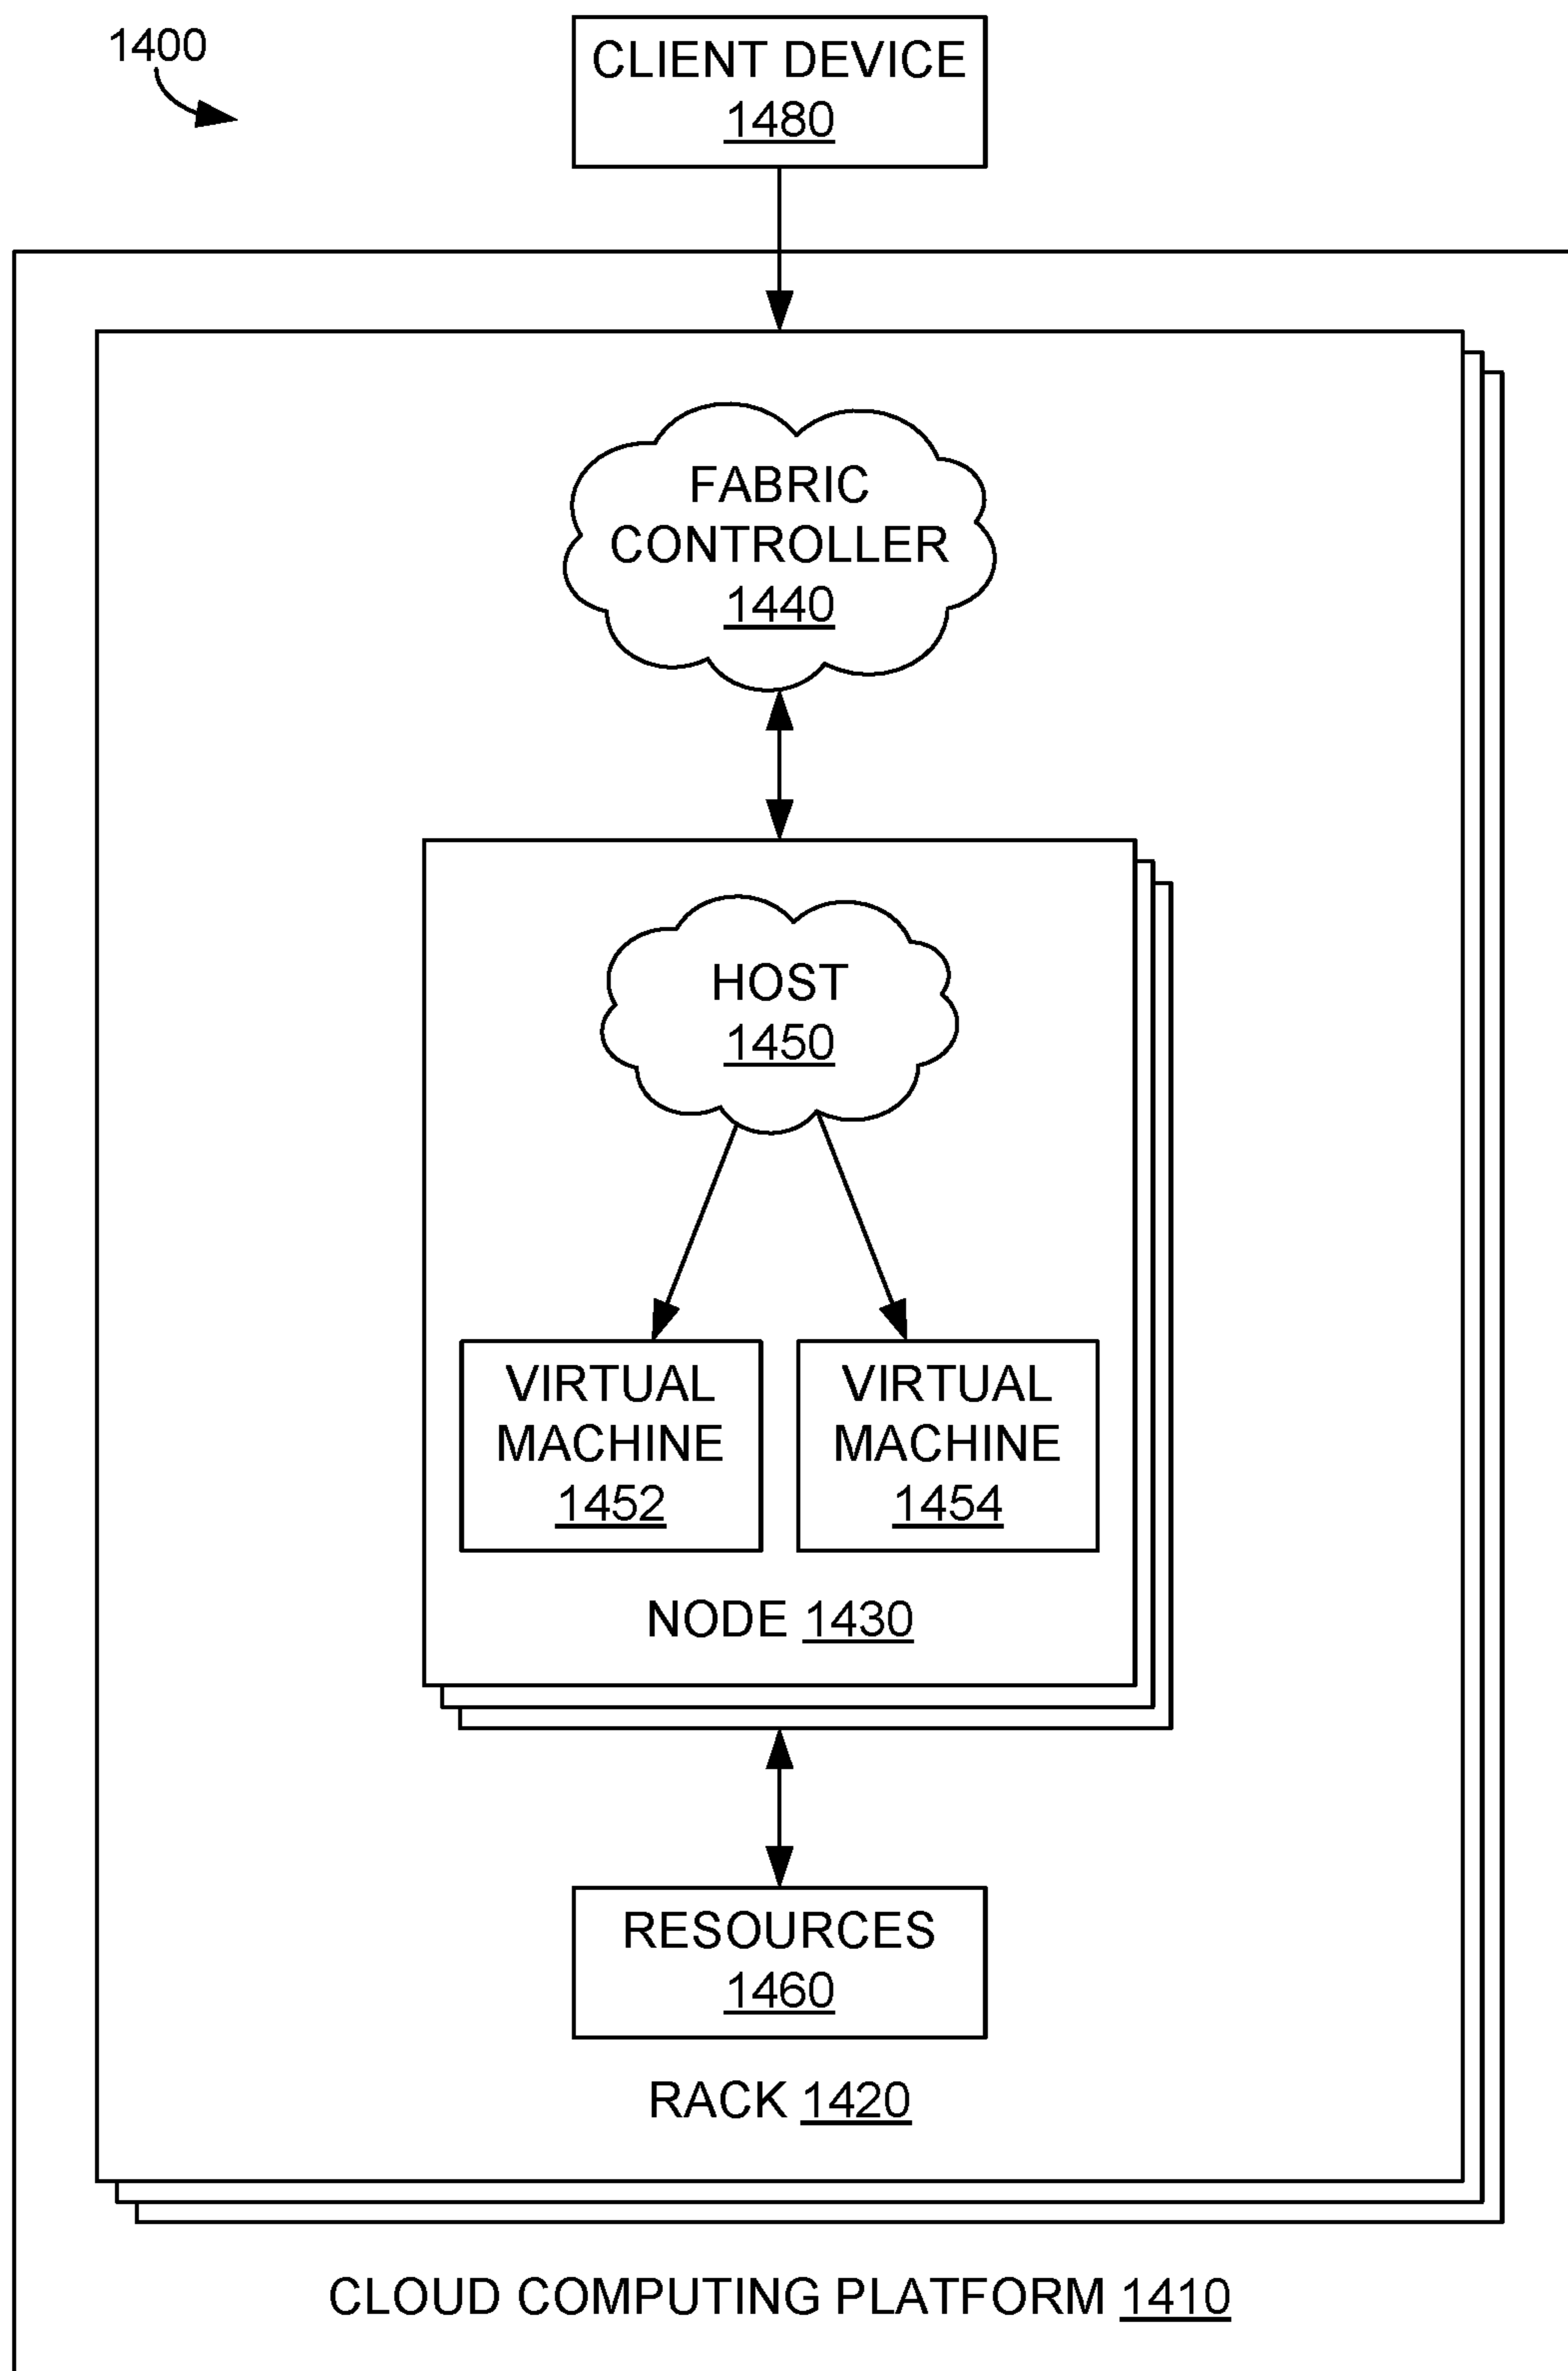 1400
CLIENT DEVICE
1480
FABRIC
CONTROLLER
1440
HOST
1450
VIRTUAL
MACHINE
1452
VIRTUAL
MACHINE
1454
NODE 1430
RESOURCES
1460
RACK 1420
CLOUD COMPUTING PLATFORM 1410